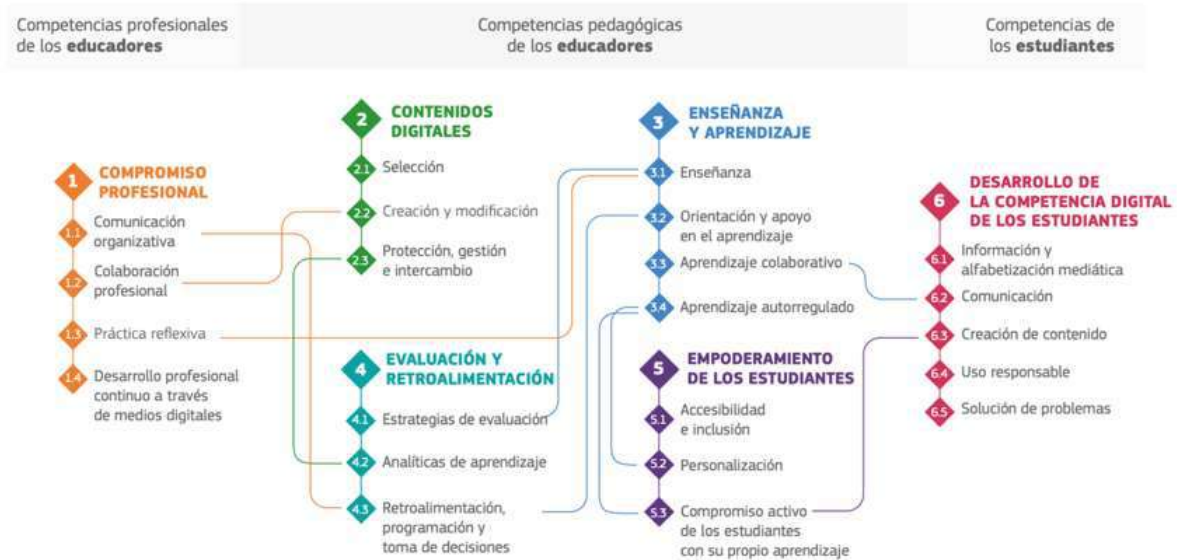 Competencias profesionales
de los educadores
Competencias pedagógicas
de los educadores
Competencias de
los estudiantes
1
COMPROMISO
PROFESIONAL
1.1
Comunicación
organizativa
1.2
Colaboración
profesional
1.3
Práctica reflexiva
1.4
Desarrollo profesional
continuo a través
de medios digitales
2
CONTENIDOS
DIGITALES
2.1
Selección
2.2
Creación y modificación
2.3
Protección, gestión
e intercambio
3
ENSEÑANZA
Y APRENDIZAJE
3.1
Enseñanza
3.2
Orientación y apoyo
en el aprendizaje
3.3
Aprendizaje colaborativo
3.4
Aprendizaje autorregulado
4
EVALUACIÓN Y
RETROALIMENTACIÓN
4.1
Estrategias de evaluación
4.2
Analíticas de aprendizaje
4.3
Retroalimentación,
programación y
toma de decisiones
5
EMPODERAMIENTO
DE LOS ESTUDIANTES
5.1
Accesibilidad
e inclusión
5.2
Personalización
5.3
Compromiso activo
de los estudiantes
con su propio aprendizaje
6
DESARROLLO DE
LA COMPETENCIA DIGITAL
DE LOS ESTUDIANTES
6.1
Información y
alfabetización mediática
6.2
Comunicación
6.3
Creación de contenido
6.4
Uso responsable
6.5
Solución de problemas